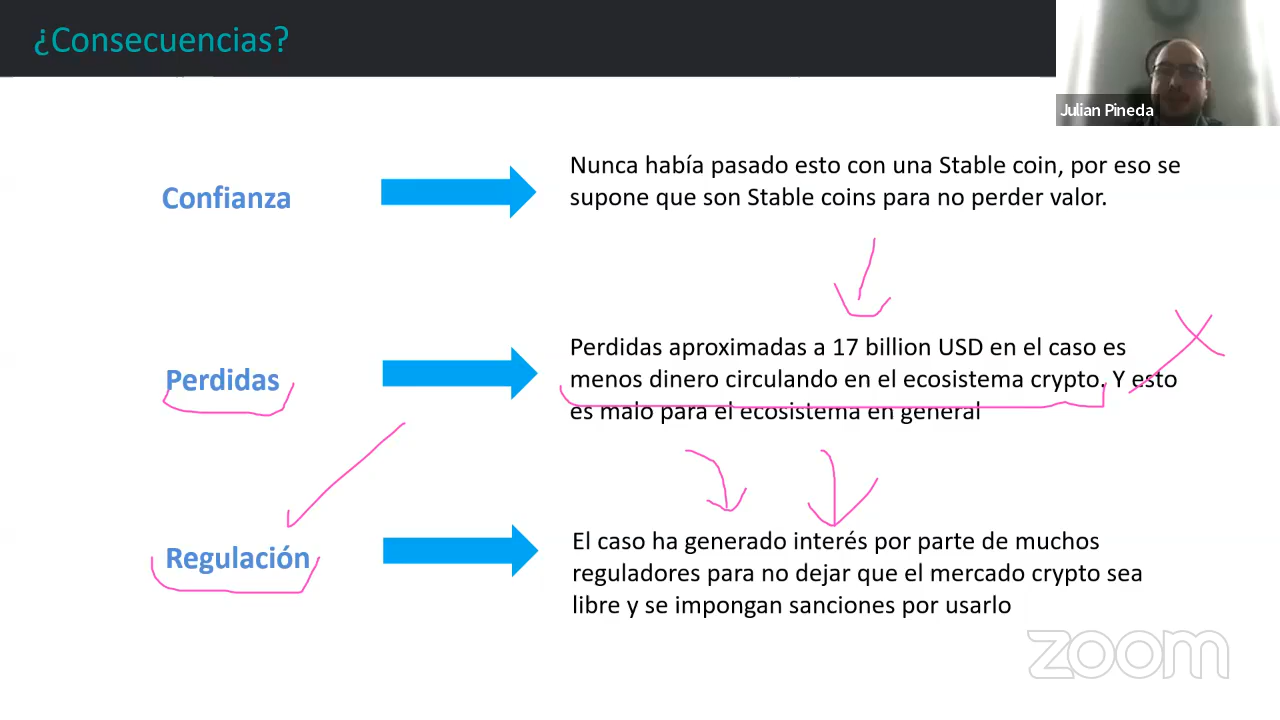 ¿Consecuencias?
Julian Pineda
Confianza
Nunca había pasado esto con una Stable coin, por eso se
supone que son Stable coins para no perder valor.
Perdidas
Perdidas aproximadas a 17 billion USD en el caso es
menos dinero circulando en el ecosistema crypto. Y esto
es malo para el ecosistema en general
Regulación
El caso ha generado interés por parte de muchos
reguladores para no dejar que el mercado crypto sea
libre y se impongan sanciones por usarlo
zoom